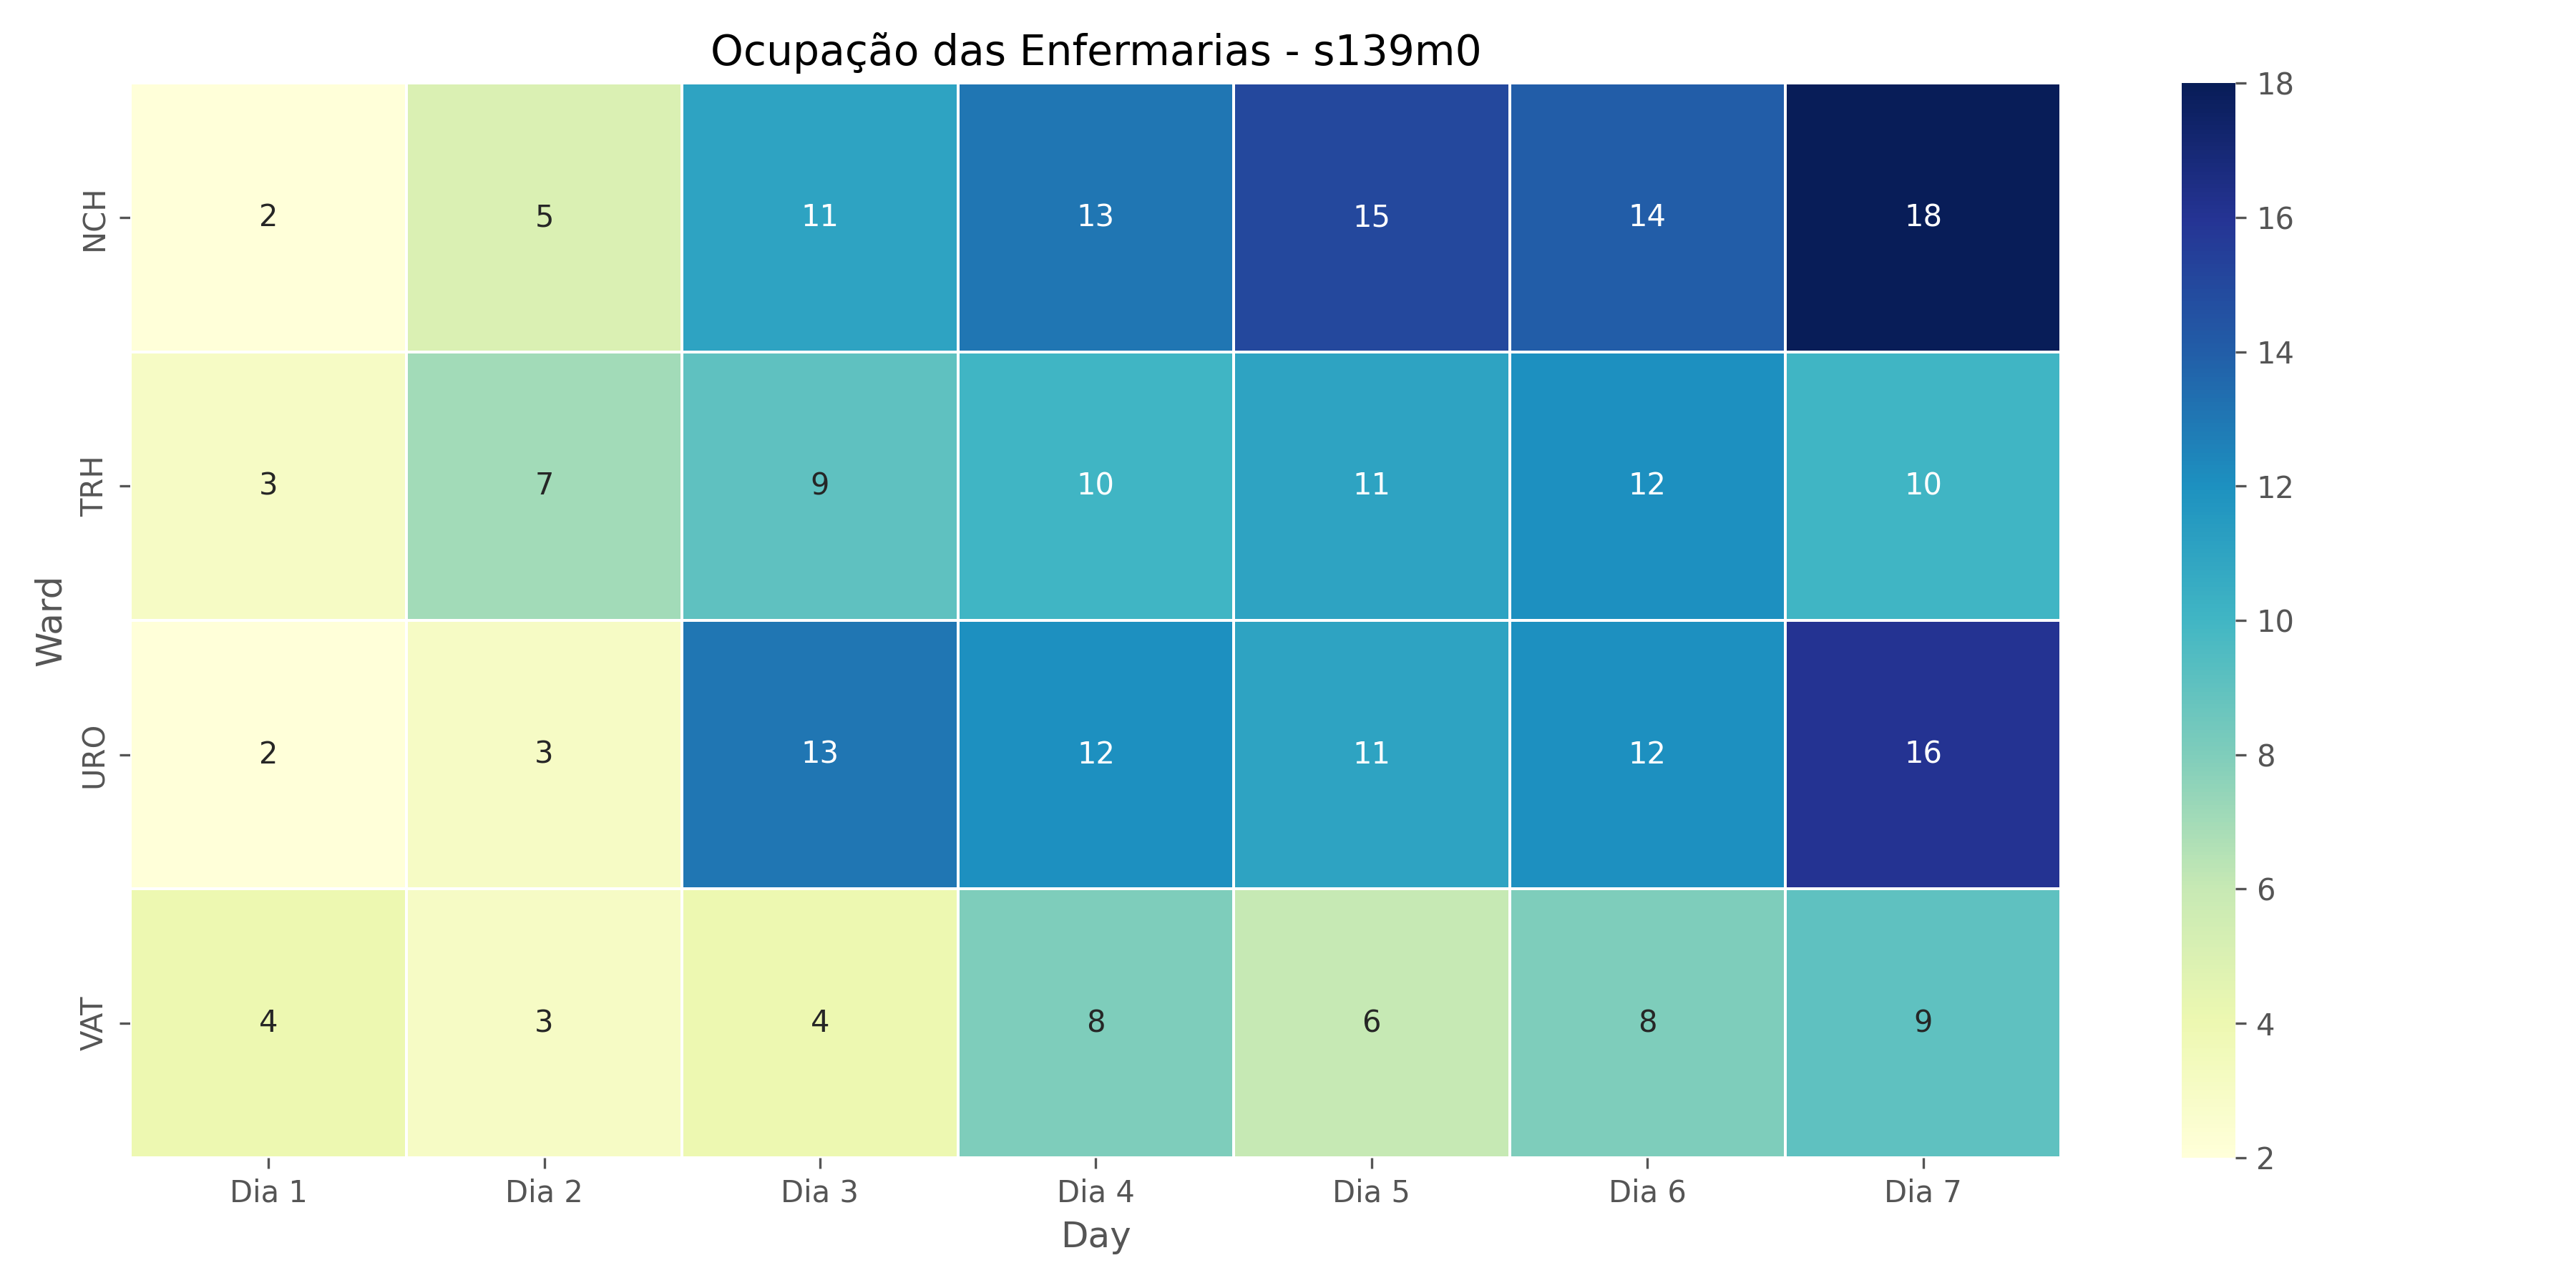 Ocupação das Enfermarias - s139m0
Ward
NCH 2 5 11 13 15 14 18
TRH 3 7 9 10 11 12 10
URO 2 3 13 12 11 12 16
VAT 4 3 4 8 6 8 9
Dia 1 Dia 2 Dia 3 Dia 4 Dia 5 Dia 6 Dia 7
Day
18
16
14
12
10
8
6
4
2